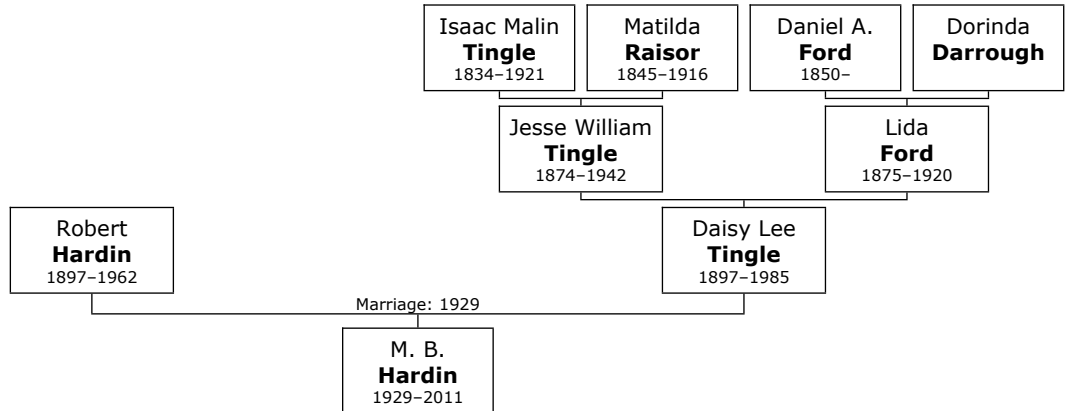 Isaac Malin
Tingle
1834–1921
Matilda
Raisor
1845–1916
Daniel A.
Ford
1850–
Dorinda
Darrough
Jesse William
Tingle
1874–1942
Lida
Ford
1875–1920
Robert
Hardin
1897–1962
Daisy Lee
Tingle
1897–1985
Marriage: 1929
M. B.
Hardin
1929–2011